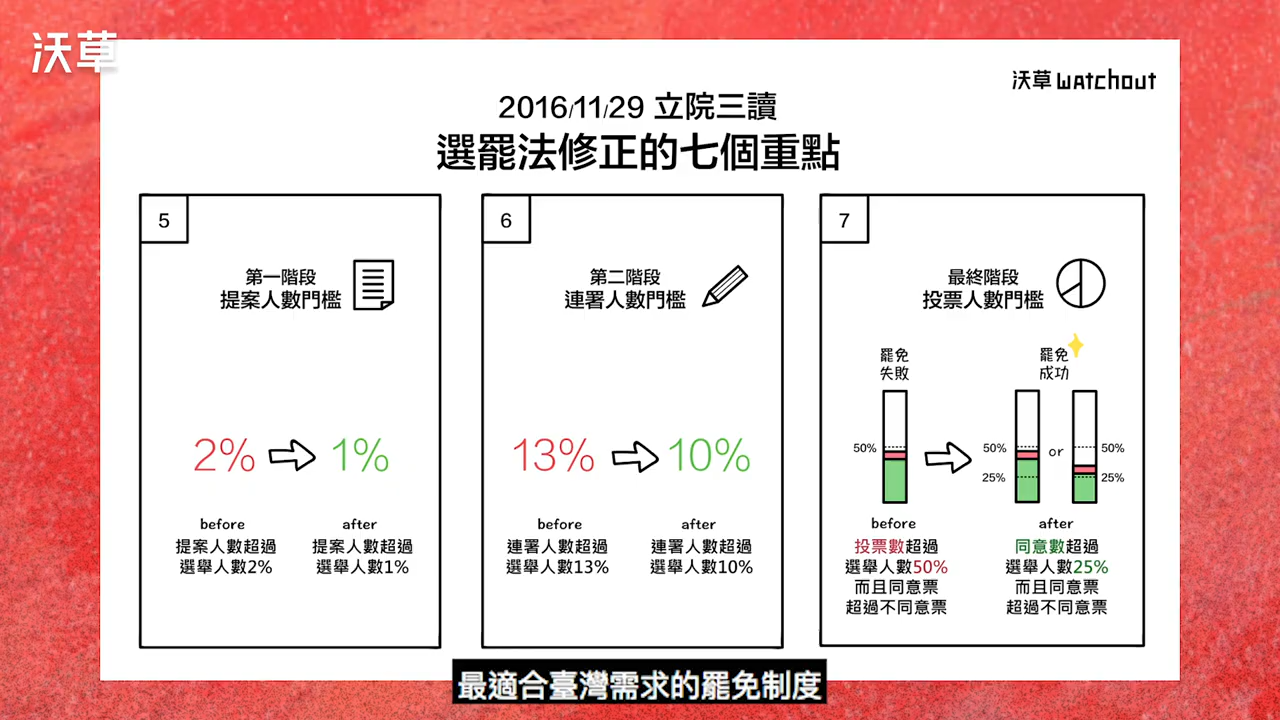 沃草
沃草 watchout
2016/11/29 立院三讀
選罷法修正的七個重點
5
第一階段
提案人數門檻
2%
1%
before
提案人數超過
選舉人數2%
after
提案人數超過
選舉人數1%
6
第二階段
連署人數門檻
13%
10%
before
連署人數超過
選舉人數13%
after
連署人數超過
選舉人數10%
7
最終階段
投票人數門檻
罷免
失敗
罷免
成功
50%
50%
25%
or
50%
25%
before
投票數超過
選舉人數50%
而且同意票
超過不同意票
after
同意數超過
選舉人數25%
而且同意票
超過不同意票
最適合臺灣需求的罷免制度